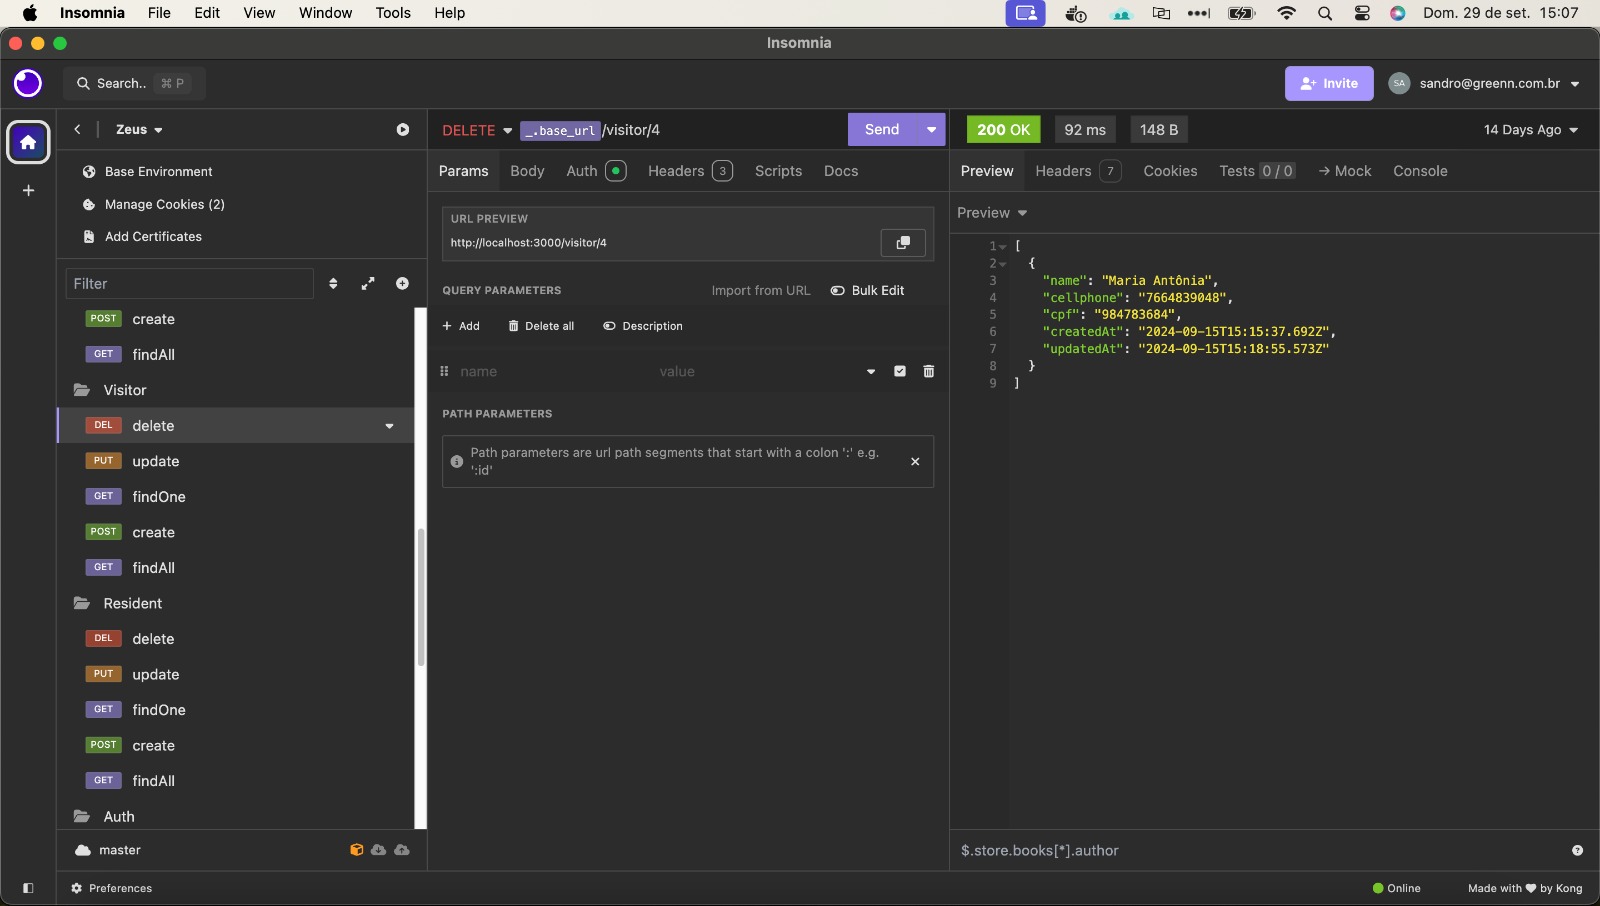 Insomnia File Edit View Window Tools Help Dom. 29 de set. 15:07
Insomnia
Search.. ⌘ P Invite SA sandro@greenn.com.br
Zeus
Base Environment
Manage Cookies (2)
Add Certificates
Filter
POST create
GET findAll
Visitor
DEL delete
PUT update
GET findOne
POST create
GET findAll
Resident
DEL delete
PUT update
GET findOne
POST create
GET findAll
Auth
master
DELETE _.base_url/visitor/4 Send
Params Body Auth Headers 3 Scripts Docs
URL PREVIEW
http://localhost:3000/visitor/4
QUERY PARAMETERS Import from URL Bulk Edit
+ Add Delete all Description
name value
PATH PARAMETERS
Path parameters are url path segments that start with a colon ':' e.g.
':id'
200 OK 92 ms 148 B 14 Days Ago
Preview Headers 7 Cookies Tests 0 / 0 → Mock Console
Preview
1 [
2 {
3 "name": "Maria Antônia",
4 "cellphone": "7664839048",
5 "cpf": "984783684",
6 "createdAt": "2024-09-15T15:15:37.692Z",
7 "updatedAt": "2024-09-15T15:18:55.573Z"
8 }
9 ]
$.store.books[*].author
Preferences Online Made with ♥ by Kong